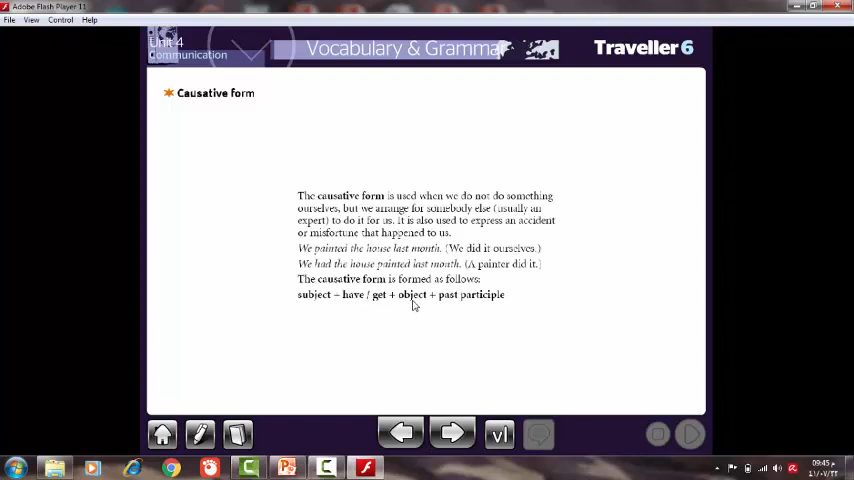 Adobe Flash Player 11
File View Control Help
Unit 4
Communication
Vocabulary & Grammar
Traveller 6
Causative form
The causative form is used when we do not do something
ourselves, but we arrange for somebody else (usually an
expert) to do it for us. It is also used to express an accident
or misfortune that happened to us.
We painted the house last month. (We did it ourselves.)
We had the house painted last month. (A painter did it.)
The causative form is formed as follows:
subject + have / get + object + past participle
v1
09:45 م